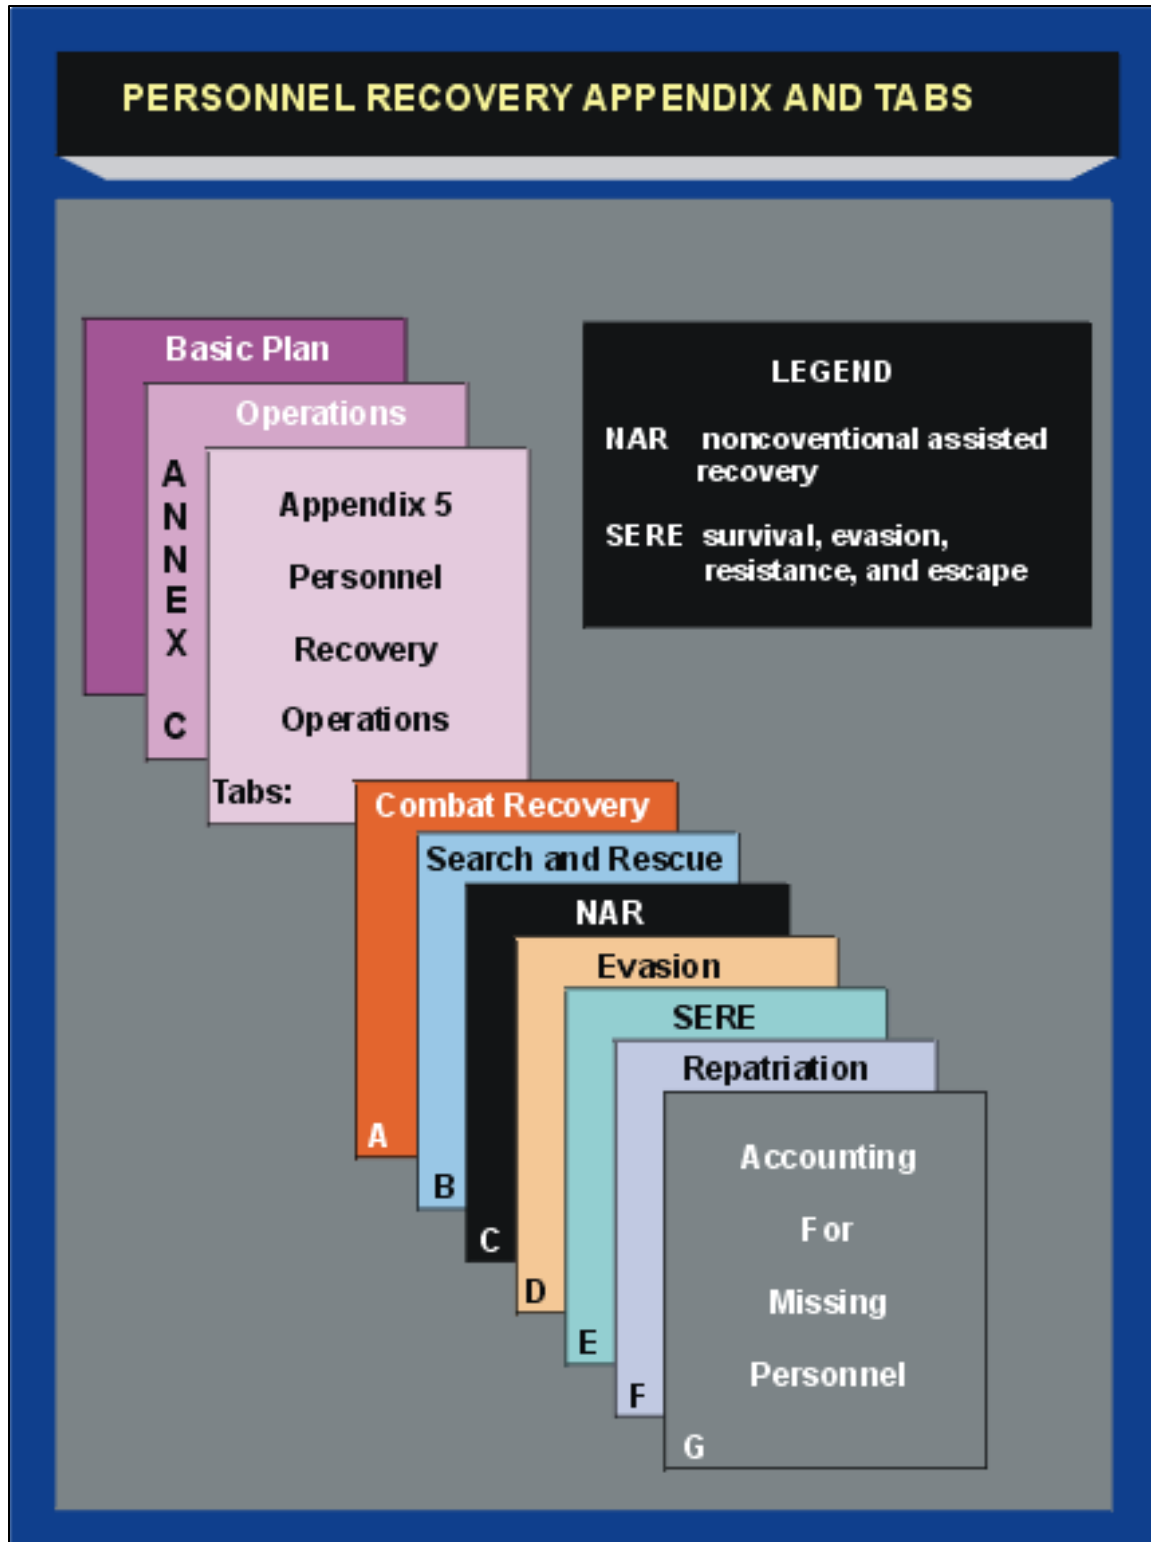 PERSONNEL RECOVERY APPENDIX AND TABS
Basic Plan
Operations
ANNEX C
Appendix 5
Personnel
Recovery
Operations
Tabs:
LEGEND
NAR noncoventional assisted
recovery
SERE survival, evasion,
resistance, and escape
Combat Recovery
A
Search and Rescue
B
NAR
C
Evasion
D
SERE
E
Repatriation
F
Accounting
For
Missing
Personnel
G